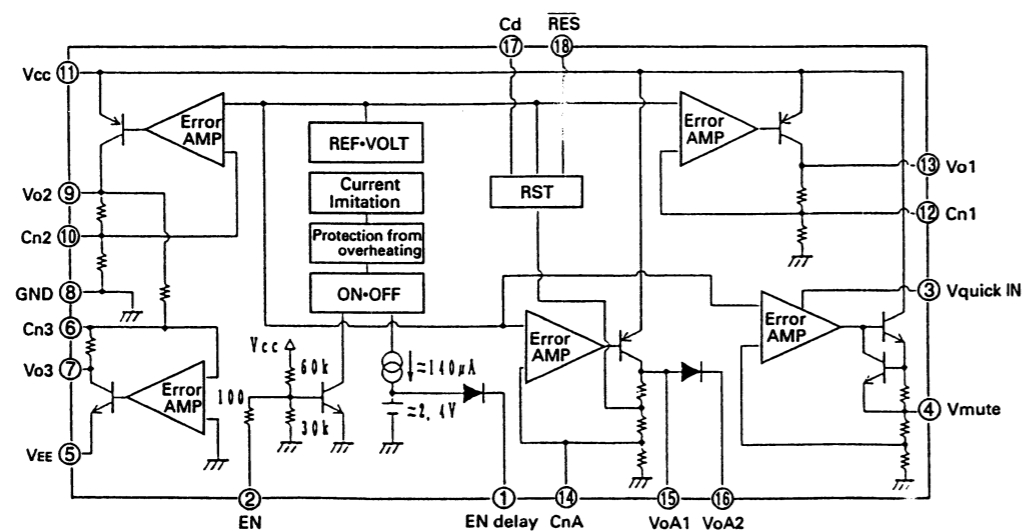 Cd
RES
17
18
Vcc 11
Error AMP
REF•VOLT
Error AMP
Current Imitation
RST
13 Vo1
Vo2 9
12 Cn1
Cn2 10
Protection from overheating
GND 8
ON•OFF
3 Vquick IN
Cn3 6
Error AMP
Error AMP
Vcc
60k
≈140μA
Vo3 7
Error AMP
100
30k
≈2.4V
4 Vmute
VEE 5
2
1
14
15
16
EN
EN delay
CnA
VoA1
VoA2